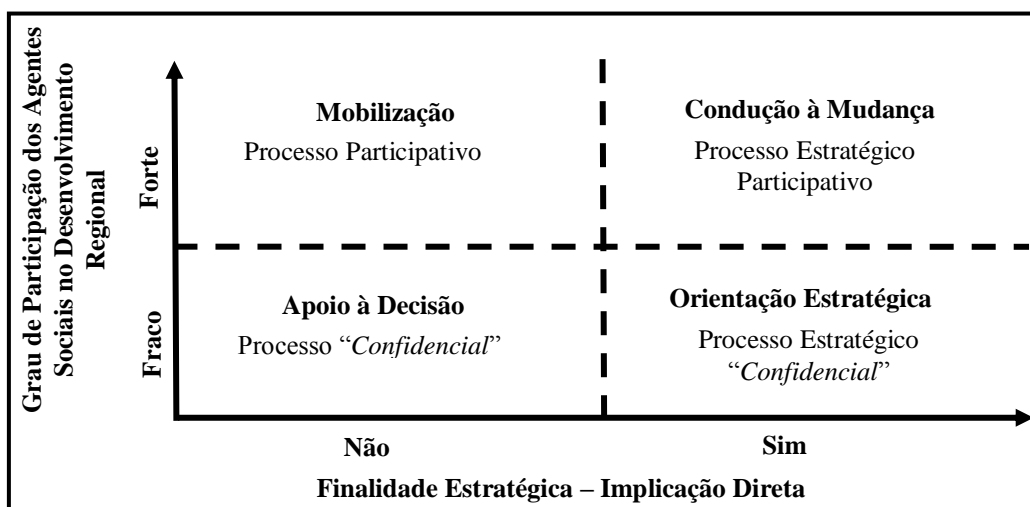 Grau de Participação dos Agentes
Sociais no Desenvolvimento
Regional
Forte
Fraco
Mobilização
Processo Participativo
Condução à Mudança
Processo Estratégico
Participativo
Apoio à Decisão
Processo “Confidencial”
Orientação Estratégica
Processo Estratégico
“Confidencial”
Não
Sim
Finalidade Estratégica – Implicação Direta